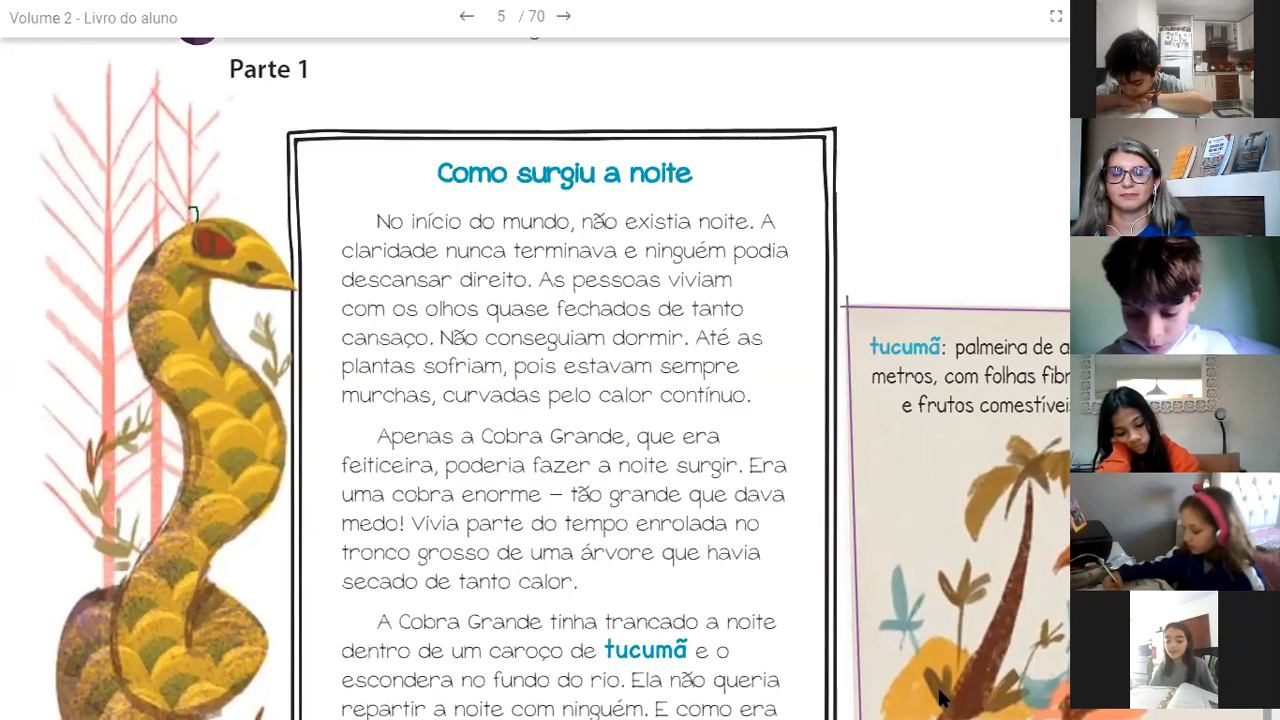 Volume 2 - Livro do aluno
5 / 70
Parte 1
Como surgiu a noite
No início do mundo, não existia noite. A
claridade nunca terminava e ninguém podia
descansar direito. As pessoas viviam
com os olhos quase fechados de tanto
cansaço. Não conseguiam dormir. Até as
plantas sofriam, pois estavam sempre
murchas, curvadas pelo calor contínuo.
Apenas a Cobra Grande, que era
feiticeira, poderia fazer a noite surgir. Era
uma cobra enorme – tão grande que dava
medo! Vivia parte do tempo enrolada no
tronco grosso de uma árvore que havia
secado de tanto calor.
A Cobra Grande tinha trancado a noite
dentro de um caroço de tucumã e o
escondera no fundo do rio. Ela não queria
repartir a noite com ninguém. E como era
tucumã: palmeira de a
metros, com folhas fibr
e frutos comestívei